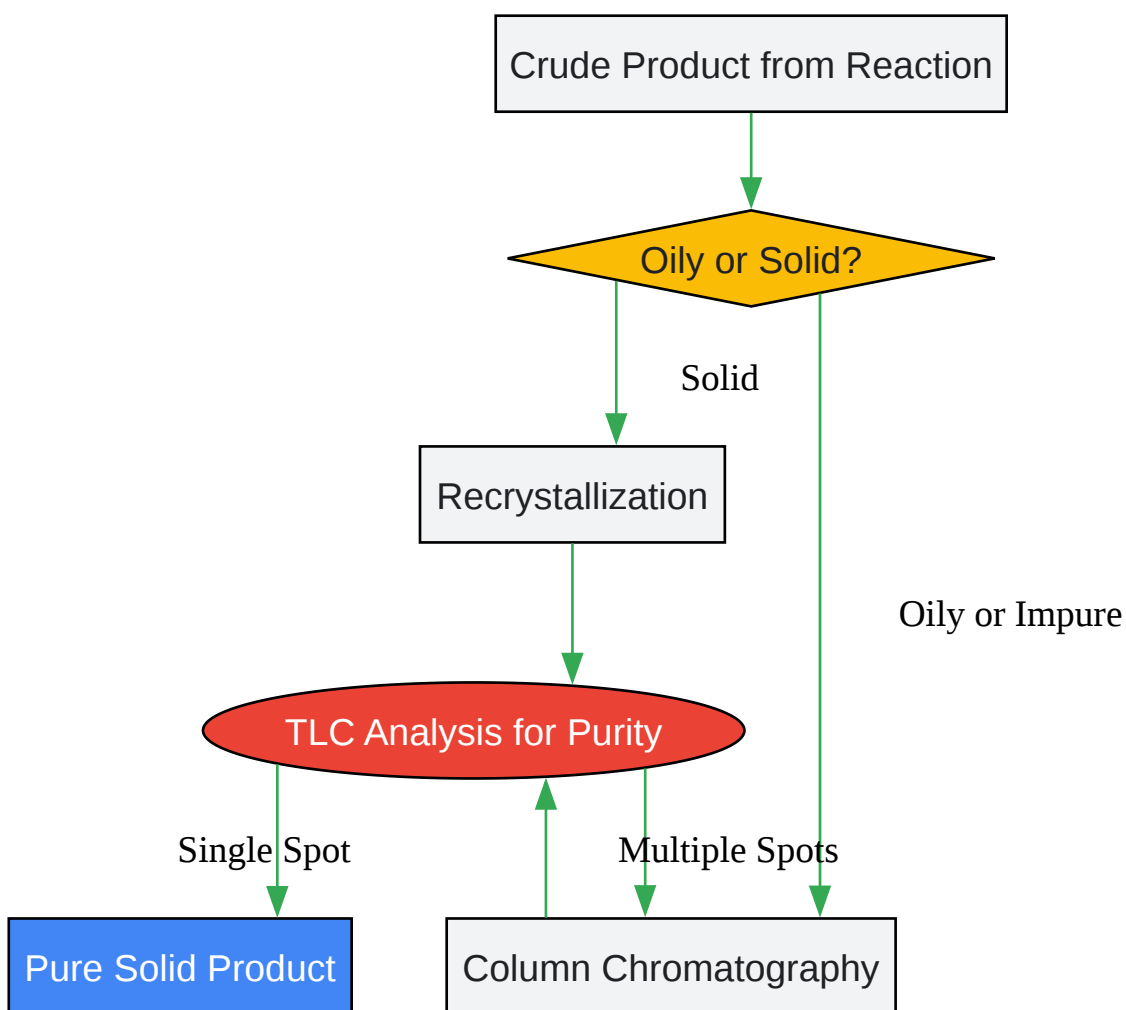 Crude Product from Reaction
Oily or Solid?
Solid
Recrystallization
Oily or Impure
TLC Analysis for Purity
Single Spot
Multiple Spots
Pure Solid Product
Column Chromatography